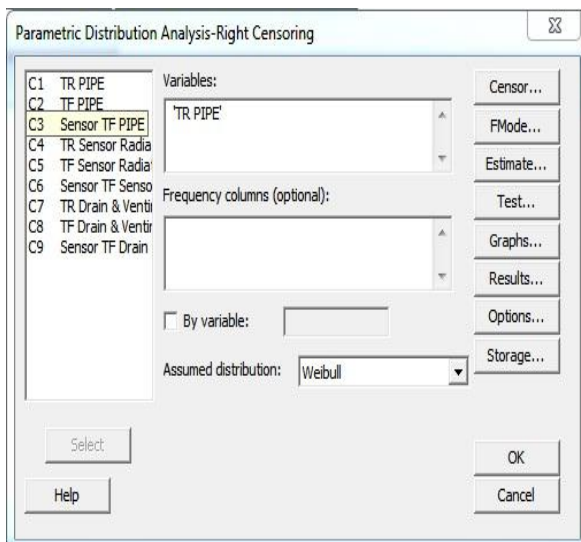 Parametric Distribution Analysis-Right Censoring
C1 TR PIPE
C2 TF PIPE
C3 Sensor TF PIPE
C4 TR Sensor Radia
C5 TF Sensor Radia
C6 Sensor TF Senso
C7 TR Drain & Ventin
C8 TF Drain & Ventin
C9 Sensor TF Drain
Variables:
'TR PIPE'
Frequency columns (optional):
By variable:
Assumed distribution: Weibull
Censor...
FMode...
Estimate...
Test...
Graphs...
Results...
Options...
Storage...
Select
Help
OK
Cancel